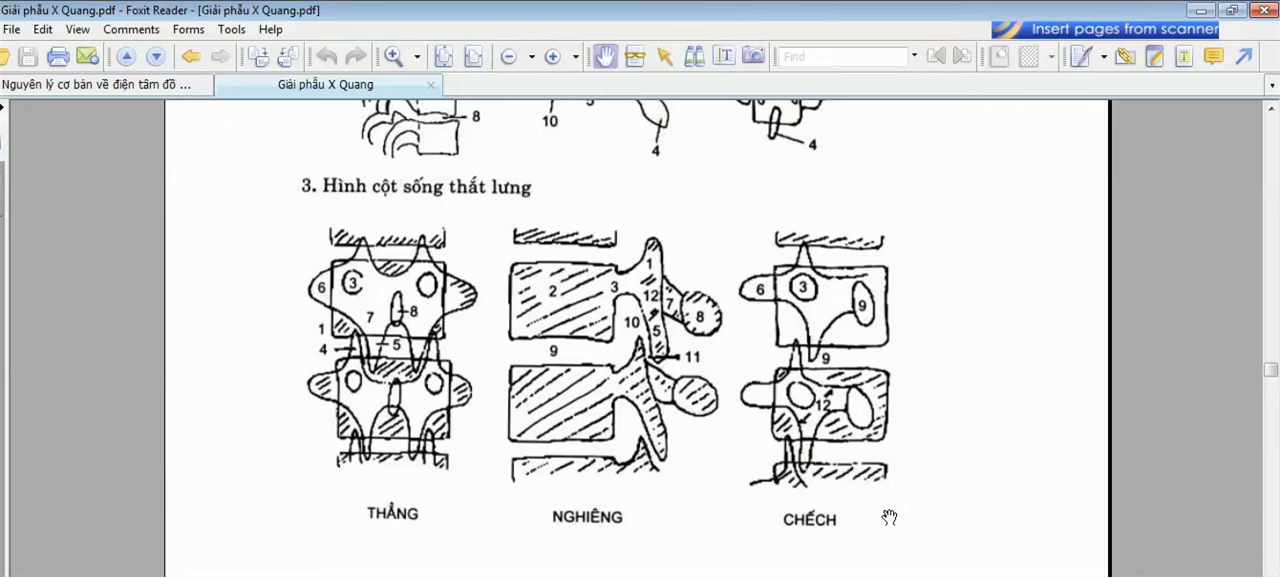 Giải phẫu X Quang.pdf - Foxit Reader - [Giải phẫu X Quang.pdf]
File Edit View Comments Forms Tools Help
Insert pages from scanner
Find
Nguyên lý cơ bản về điện tâm đồ ...
Giải phẫu X Quang
8
10
4
4
3. Hình cột sống thắt lưng
6 3 7 8 1 4 5
2 3 1 12 7 8 10 5 9 11
6 3 9 9 12
THẲNG
NGHIÊNG
CHẾCH